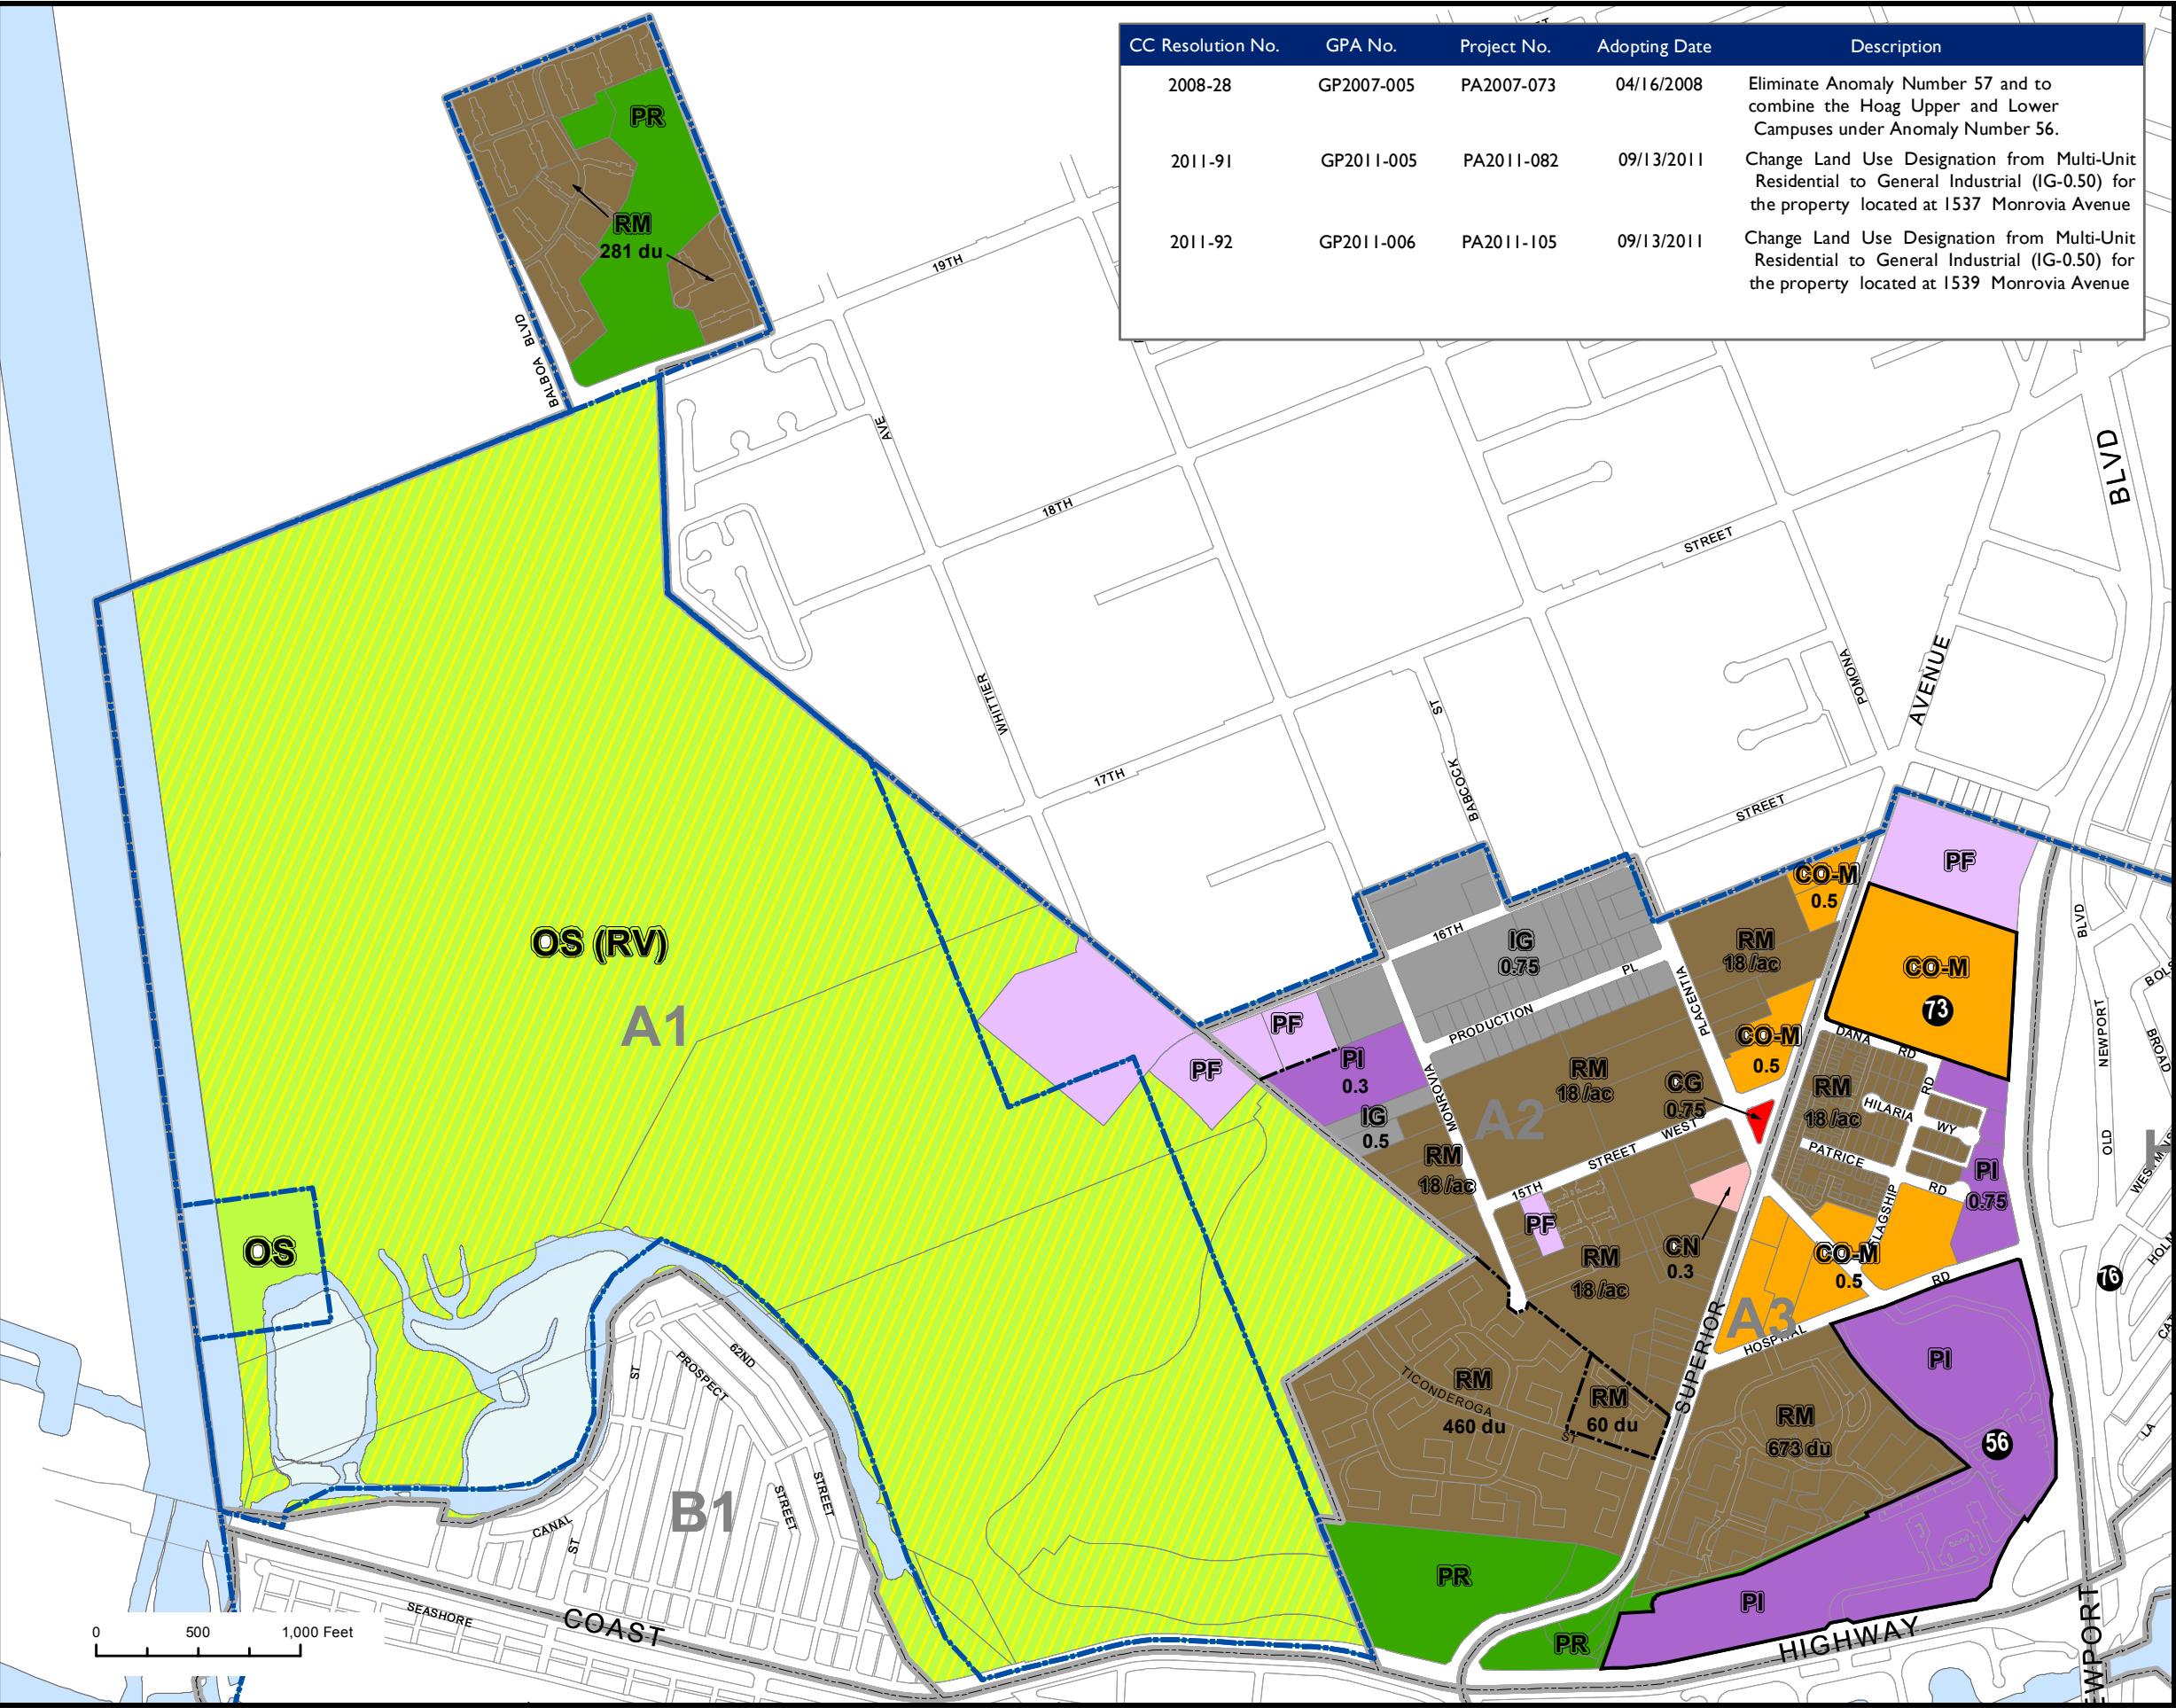 CC Resolution No. GPA No. Project No. Adopting Date Description
2008-28 GP2007-005 PA2007-073 04/16/2008 Eliminate Anomaly Number 57 and to
combine the Hoag Upper and Lower
Campuses under Anomaly Number 56.
2011-91 GP2011-005 PA2011-082 09/13/2011 Change Land Use Designation from Multi-Unit
Residential to General Industrial (IG-0.50) for
the property located at 1537 Monrovia Avenue
2011-92 GP2011-006 PA2011-105 09/13/2011 Change Land Use Designation from Multi-Unit
Residential to General Industrial (IG-0.50) for
the property located at 1539 Monrovia Avenue
PR
RM
281 du
BALBOA BLVD
19TH
AVE
18TH
STREET
BLVD
WHITTIER
17TH
ST
BABCOCK
STREET
POMONA
AVENUE
OS (RV)
A1
PF
PF
PI
0.3
IG
0.5
16TH
IG
0.75
PL
PRODUCTION
MONROVIA
PLACENTIA
RM
18/ac
CO-M
0.5
PF
CO-M
73
CO-M
0.5
RM
18/ac
CG
0.75
A2
RM
18/ac
DANA RD
RM
18/ac
RD
HILARIA WY
PATRICE RD
PI
0.75
FLAGSHIP
15TH STREET WEST
PF
RM
18/ac
CN
0.3
CO-M
0.5
A3
HOSPITAL RD
SUPERIOR
BLVD
NEWPORT
OLD
BROAD
76
OS
RM
460 du
TICONDEROGA ST
RM
60 du
RM
673 du
PI
56
PI
PR
PR
LA
B1
62ND
PROSPECT
ST
STREET
STREET
CANAL
ST
SEASHORE
COAST
HIGHWAY
0 500 1,000 Feet